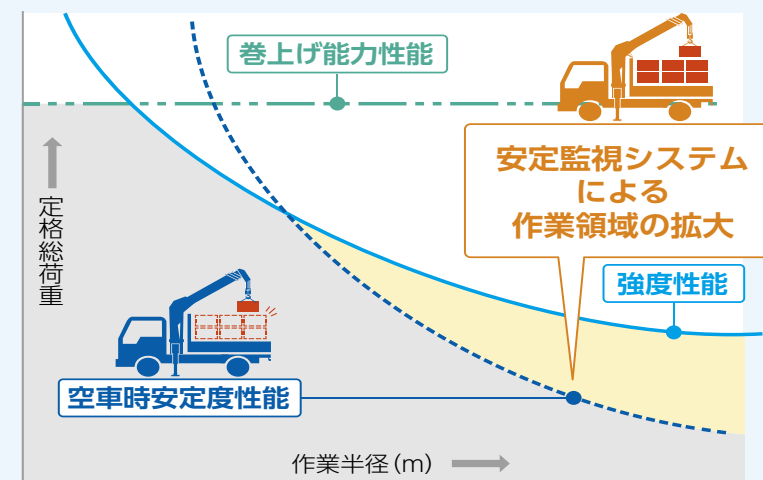 巻上げ能力性能
安定監視システム
による
作業領域の拡大
定格総荷重
強度性能
空車時安定度性能
作業半径(m)